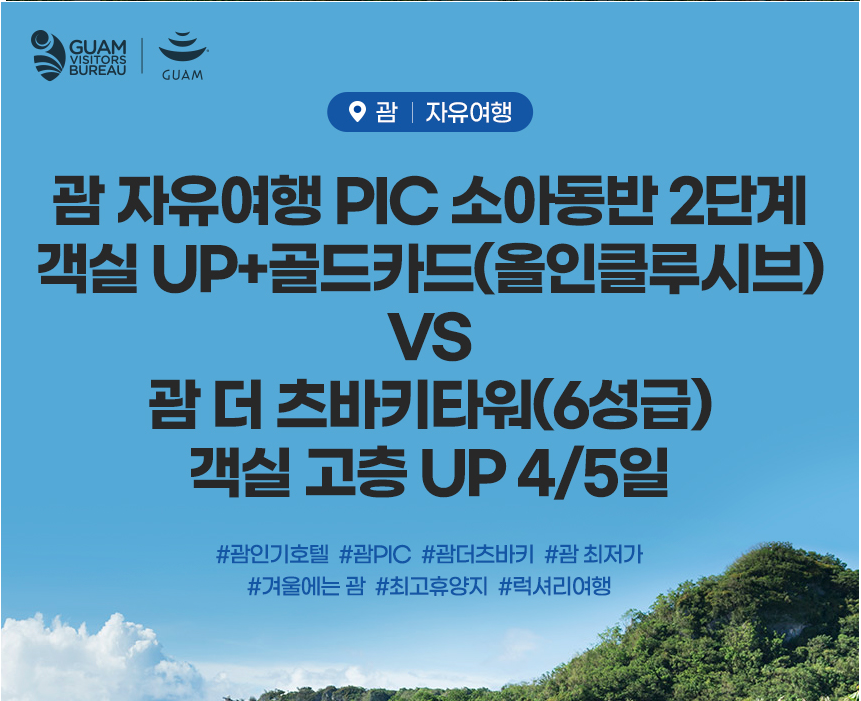 GUAM
VISITORS
BUREAU
GUAM
괌 | 자유여행
괌 자유여행 PIC 소아동반 2단계
객실 UP+골드카드(올인클루시브)
VS
괌 더 츠바키타워(6성급)
객실 고층 UP 4/5일
#괌인기호텔 #괌PIC #괌더츠바키 #괌 최저가
#겨울에는 괌 #최고휴양지 #럭셔리여행